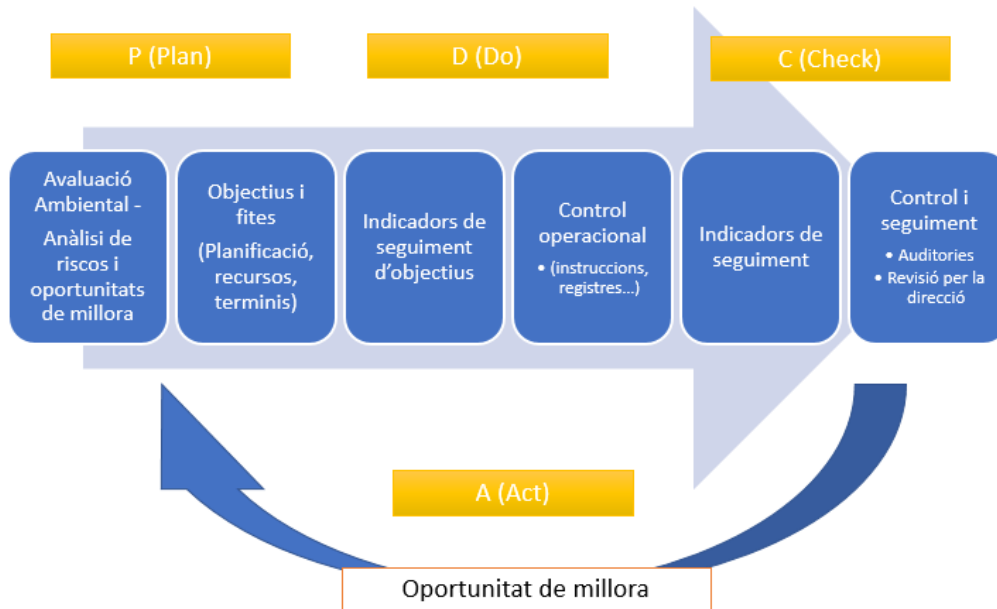 P (Plan)
D (Do)
C (Check)
Avaluació
Ambiental -
Anàlisi de
riscos i
oportunitats
de millora
Objectius i
fites
(Planificació,
recursos,
terminis)
Indicadors de
seguiment
d’objectius
Control
operacional
• (instruccions,
registres...)
Indicadors de
seguiment
Control i
seguiment
• Auditories
• Revisió per la
direcció
A (Act)
Oportunitat de millora